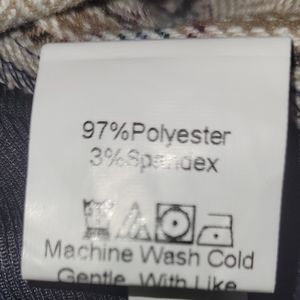 97%Polyester
3%Spandex
Machine Wash Cold
Gentle With Like